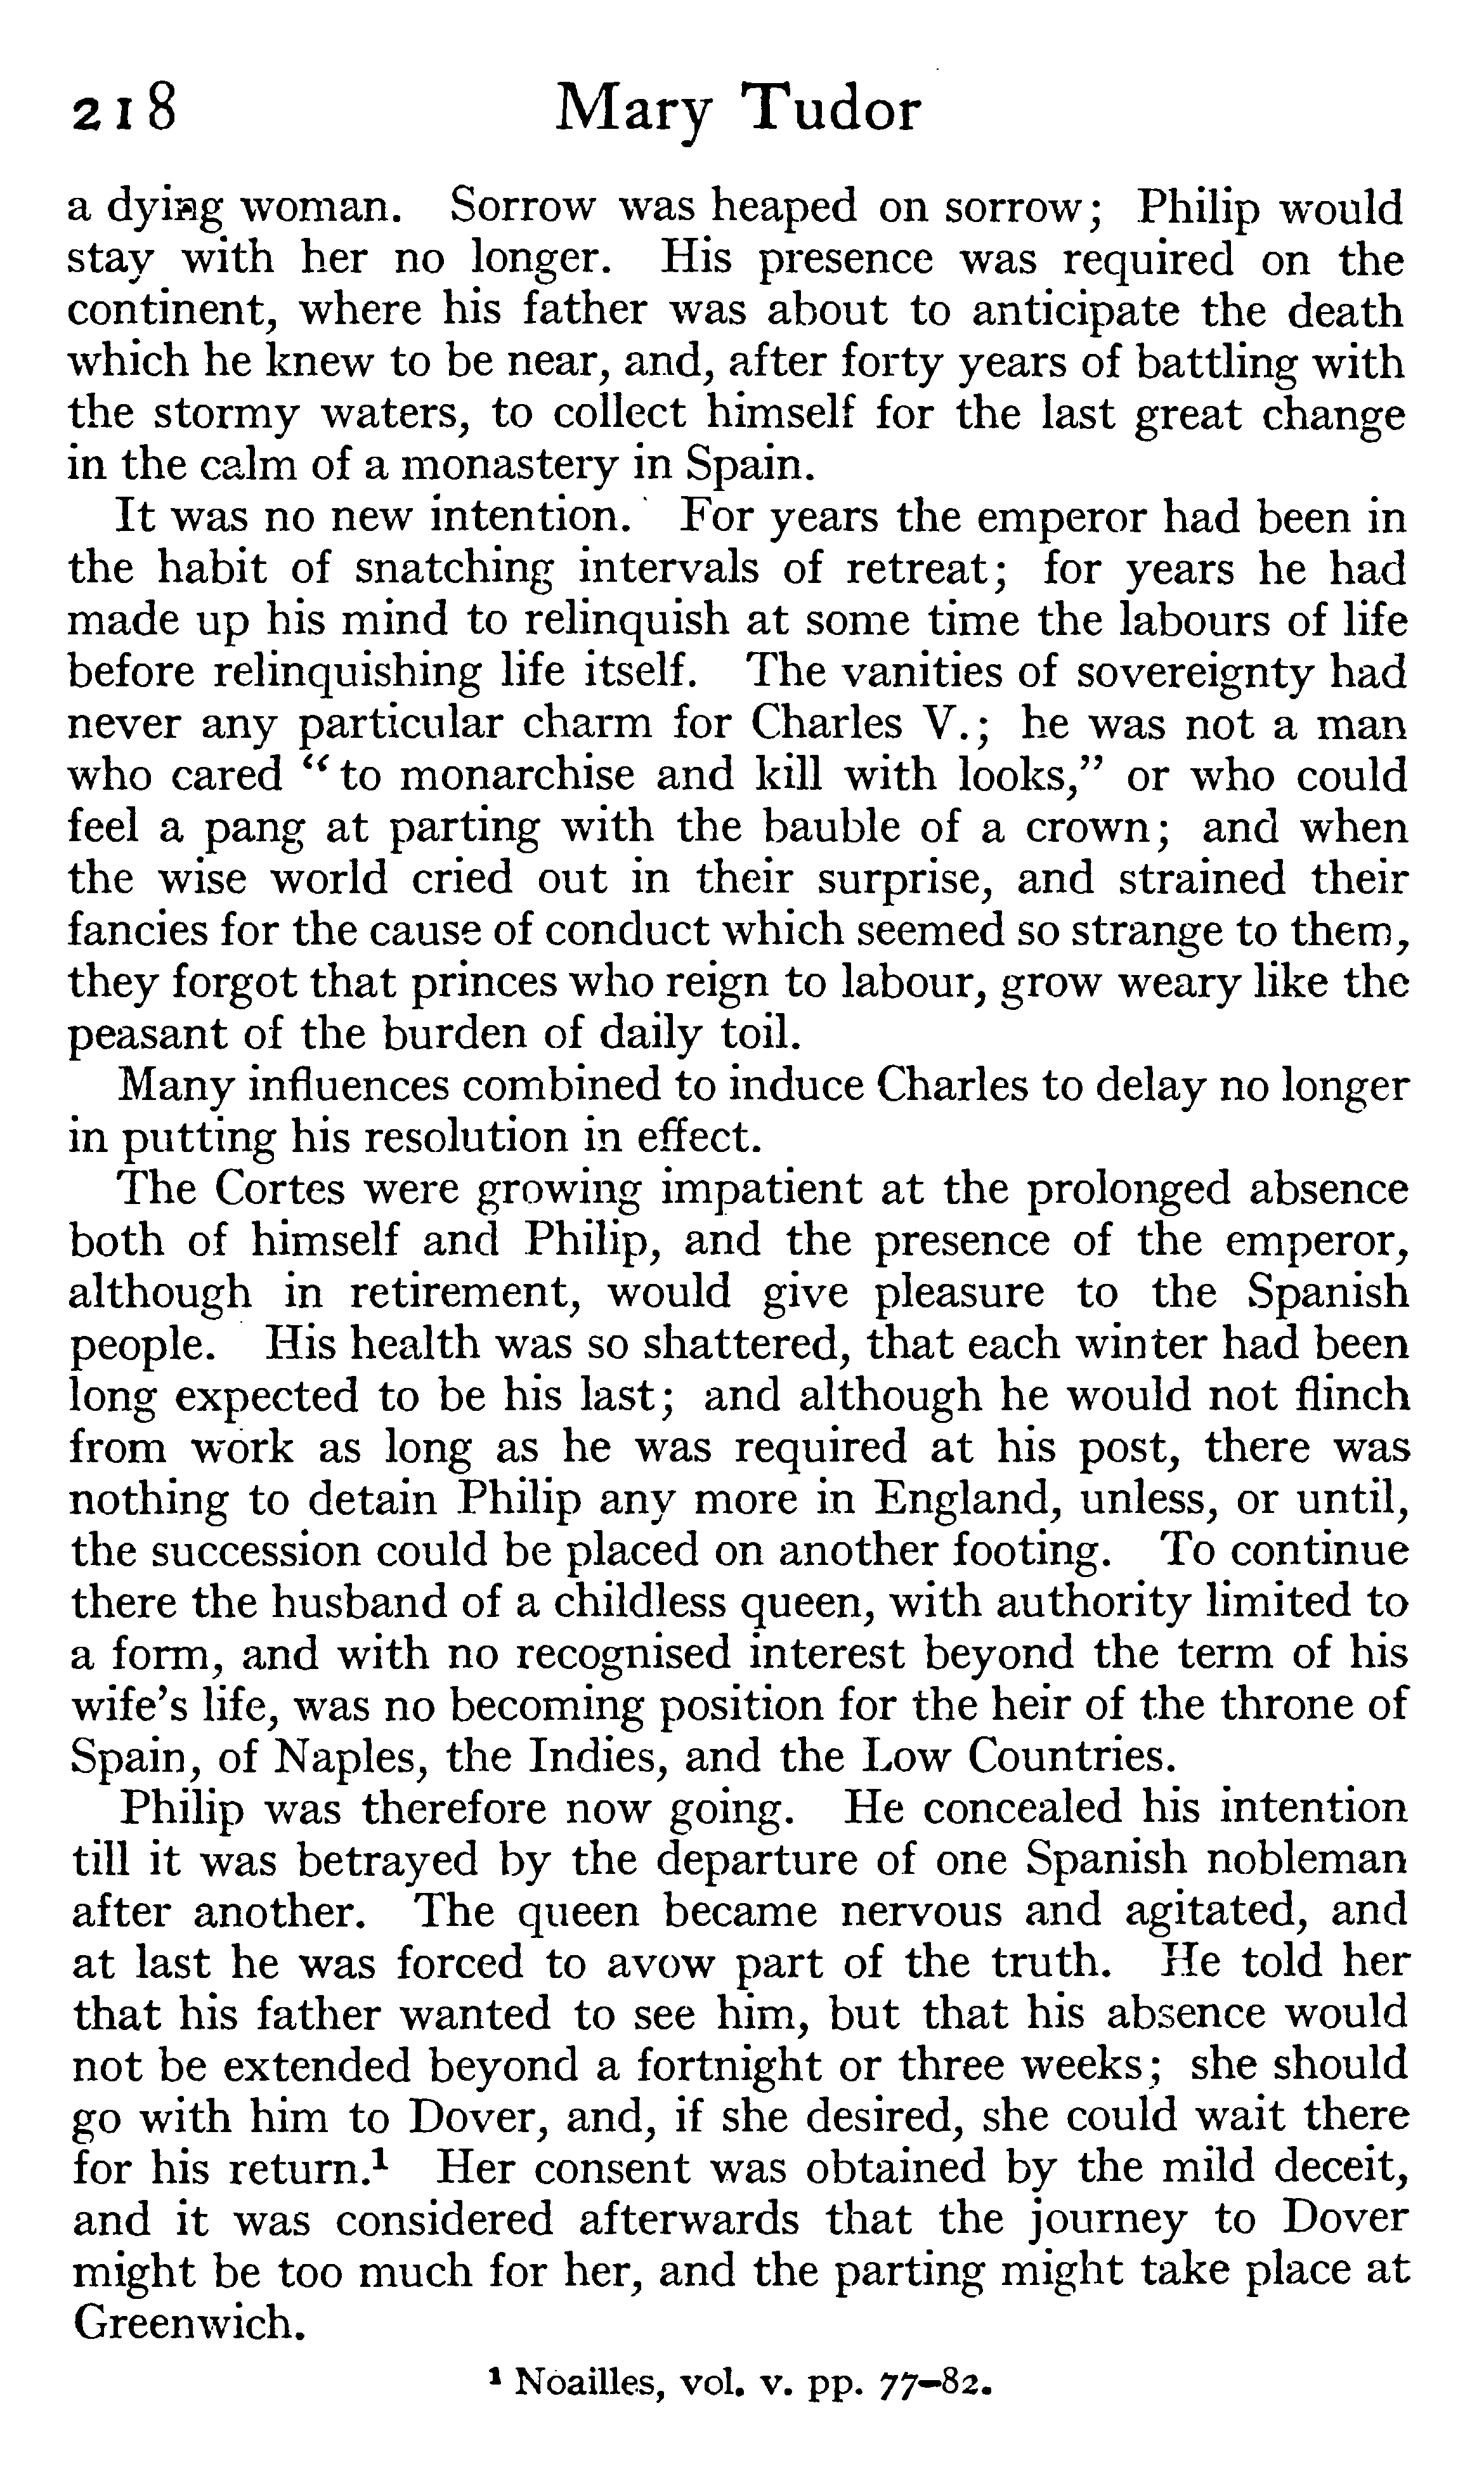 218 Mary Tudor
a dying woman. Sorrow was heaped on sorrow; Philip would
stay with her no longer. His presence was required on the
continent, where his father was about to anticipate the death
which he knew to be near, and, after forty years of battling with
the stormy waters, to collect himself for the last great change
in the calm of a monastery in Spain.
It was no new intention. For years the emperor had been in
the habit of snatching intervals of retreat; for years he had
made up his mind to relinquish at some time the labours of life
before relinquishing life itself. The vanities of sovereignty had
never any particular charm for Charles V.; he was not a man
who cared “to monarchise and kill with looks,” or who could
feel a pang at parting with the bauble of a crown; and when
the wise world cried out in their surprise, and strained their
fancies for the cause of conduct which seemed so strange to them,
they forgot that princes who reign to labour, grow weary like the
peasant of the burden of daily toil.
Many influences combined to induce Charles to delay no longer
in putting his resolution in effect.
The Cortes were growing impatient at the prolonged absence
both of himself and Philip, and the presence of the emperor,
although in retirement, would give pleasure to the Spanish
people. His health was so shattered, that each winter had been
long expected to be his last; and although he would not flinch
from work as long as he was required at his post, there was
nothing to detain Philip any more in England, unless, or until,
the succession could be placed on another footing. To continue
there the husband of a childless queen, with authority limited to
a form, and with no recognised interest beyond the term of his
wife’s life, was no becoming position for the heir of the throne of
Spain, of Naples, the Indies, and the Low Countries.
Philip was therefore now going. He concealed his intention
till it was betrayed by the departure of one Spanish nobleman
after another. The queen became nervous and agitated, and
at last he was forced to avow part of the truth. He told her
that his father wanted to see him, but that his absence would
not be extended beyond a fortnight or three weeks; she should
go with him to Dover, and, if she desired, she could wait there
for his return.¹ Her consent was obtained by the mild deceit,
and it was considered afterwards that the journey to Dover
might be too much for her, and the parting might take place at
Greenwich.
¹ Noailles, vol. v. pp. 77–82.